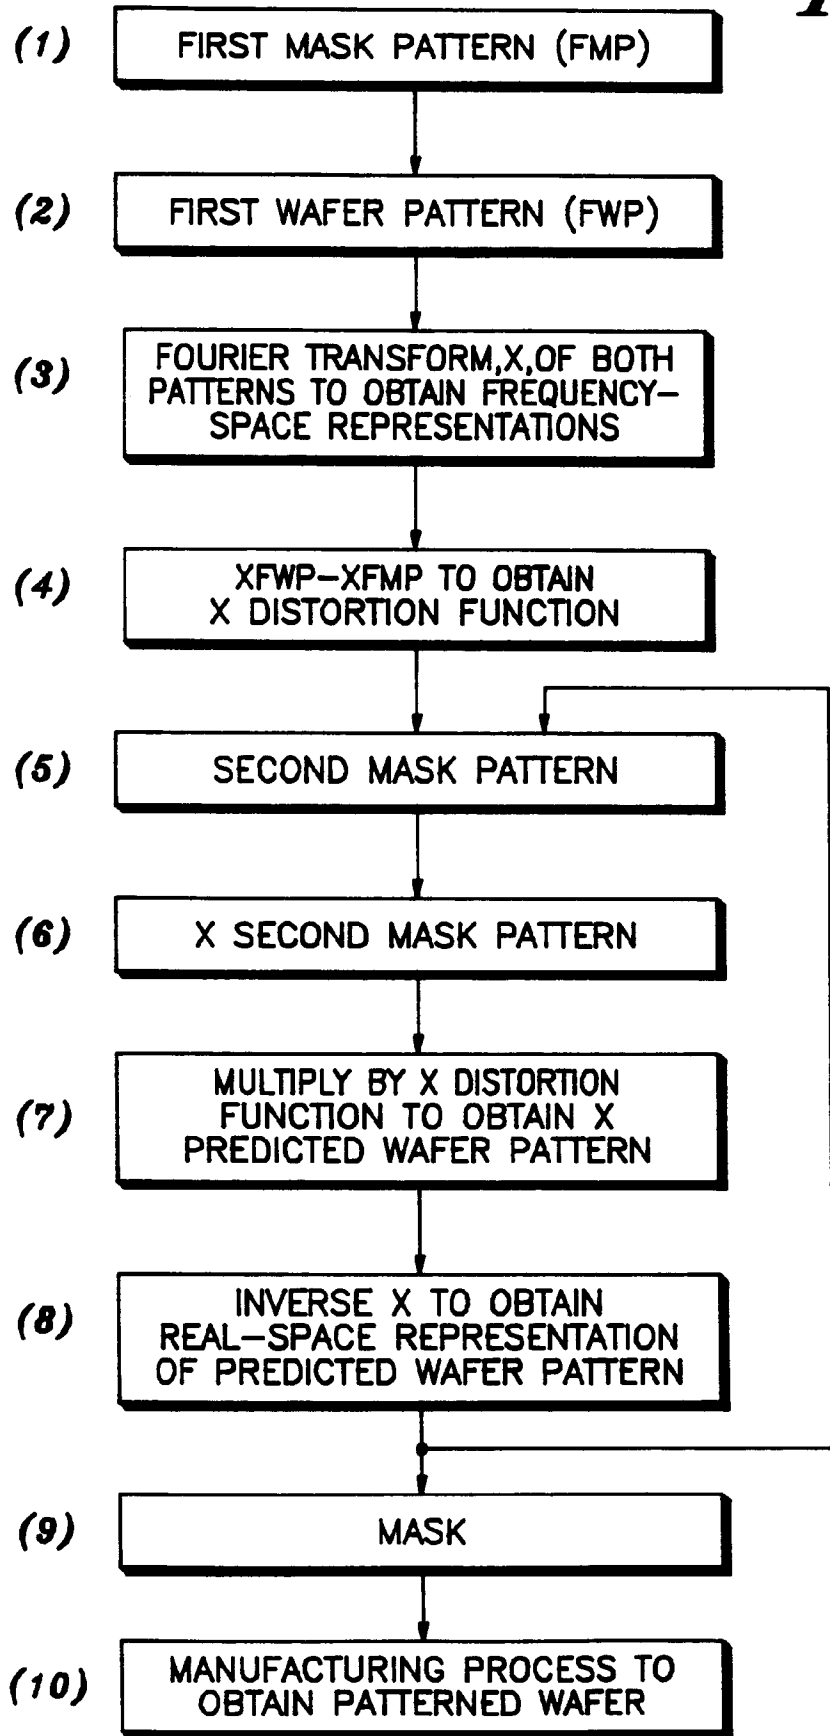 (1) FIRST MASK PATTERN (FMP)
(2) FIRST WAFER PATTERN (FWP)
(3) FOURIER TRANSFORM,X,OF BOTH
PATTERNS TO OBTAIN FREQUENCY-
SPACE REPRESENTATIONS
(4) XFWP-XFMP TO OBTAIN
X DISTORTION FUNCTION
(5) SECOND MASK PATTERN
(6) X SECOND MASK PATTERN
(7) MULTIPLY BY X DISTORTION
FUNCTION TO OBTAIN X
PREDICTED WAFER PATTERN
(8) INVERSE X TO OBTAIN
REAL-SPACE REPRESENTATION
OF PREDICTED WAFER PATTERN
(9) MASK
(10) MANUFACTURING PROCESS TO
OBTAIN PATTERNED WAFER